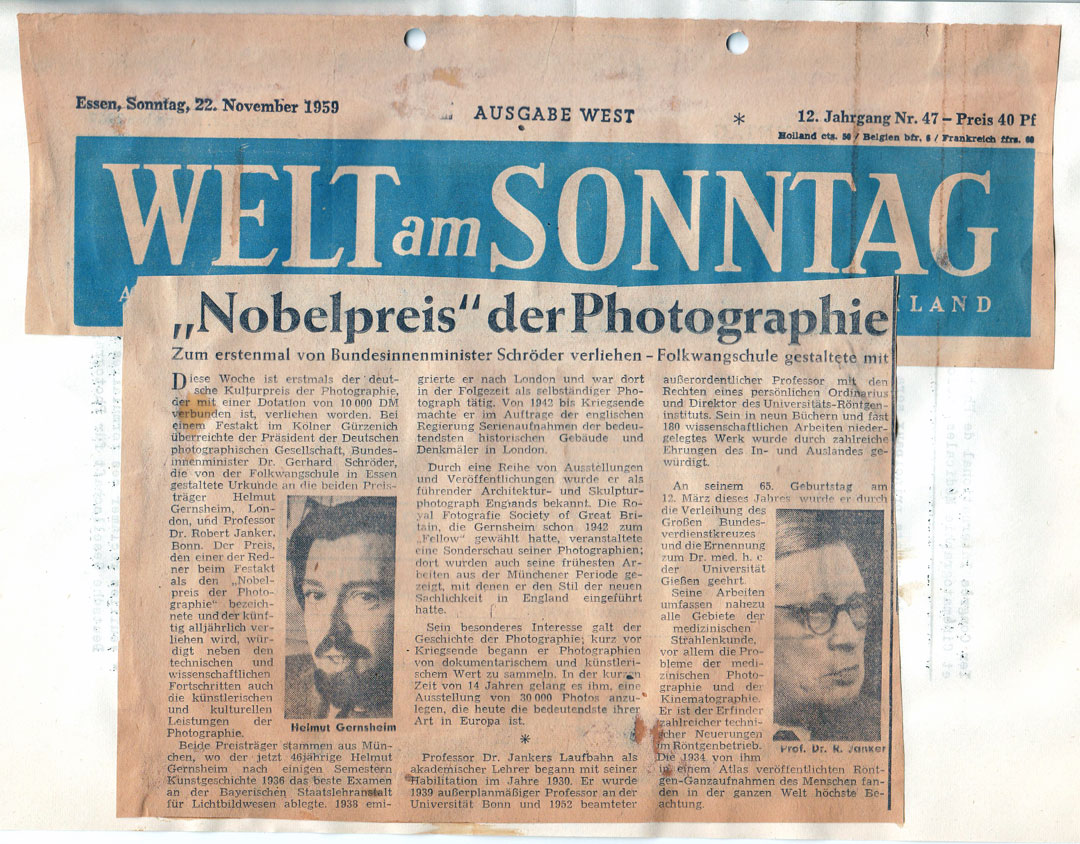 Essen, Sonntag, 22. November 1959
AUSGABE WEST
*
12. Jahrgang Nr. 47 – Preis 40 Pf
Holland cts. 50 / Belgien bfr. 6 / Frankreich ffrs. 60
WELT am SONNTAG
A
LAND
„Nobelpreis“ der Photographie
Zum erstenmal von Bundesinnenminister Schröder verliehen – Folkwangschule gestaltete mit
Diese Woche ist erstmals der deut-
sche Kulturpreis der Photographie,
der mit einer Dotation von 10 000 DM
verbunden ist, verliehen worden. Bei
einem Festakt im Kölner Gürzenich
überreichte der Präsident der Deutschen
photographischen Gesellschaft, Bundes-
innenminister Dr. Gerhard Schröder,
die von der Folkwangschule in Essen
gestaltete Urkunde an die beiden Preis-
träger Helmut
Gernsheim, Lon-
don, und Professor
Dr. Robert Janker,
Bonn. Der Preis,
den einer der Red-
ner beim Festakt
als den „Nobel-
preis der Photo-
graphie“ bezeich-
nete und der künf-
tig alljährlich ver-
liehen wird, wür-
digt neben den
technischen und
wissenschaftlichen
Fortschritten auch
die künstlerischen
und kulturellen
Leistungen der
Photographie.
Helmut Gernsheim
Beide Preisträger stammen aus Mün-
chen, wo der jetzt 46jährige Helmut
Gernsheim nach einigen Semestern
Kunstgeschichte 1936 das beste Examen
an der Bayerischen Staatslehranstalt
für Lichtbildwesen ablegte. 1938 emi-
grierte er nach London und war dort
in der Folgezeit als selbständiger Pho-
tograph tätig. Von 1942 bis Kriegsende
machte er im Auftrage der englischen
Regierung Serienaufnahmen der bedeu-
tendsten historischen Gebäude und
Denkmäler in London.
Durch eine Reihe von Ausstellungen
und Veröffentlichungen wurde er als
führender Architektur- und Skulptur-
photograph Englands bekannt. Die Ro-
yal Fotografie Society of Great Bri-
tain, die Gernsheim schon 1942 zum
„Fellow“ gewählt hatte, veranstaltete
eine Sonderschau seiner Photographien;
dort wurden auch seine frühesten Ar-
beiten aus der Münchener Periode ge-
zeigt, mit denen er den Stil der neuen
Sachlichkeit in England eingeführt
hatte.
Sein besonderes Interesse galt der
Geschichte der Photographie; kurz vor
Kriegsende begann er Photographien
von dokumentarischem und künstleri-
schem Wert zu sammeln. In der kurzen
Zeit von 14 Jahren gelang es ihm, eine
Ausstellung von 30 000 Photos anzu-
legen, die heute die bedeutendste ihrer
Art in Europa ist.
*
Professor Dr. Jankers Laufbahn als
akademischer Lehrer begann mit seiner
Habilitation im Jahre 1930. Er wurde
1939 außerplanmäßiger Professor an der
Universität Bonn und 1952 beamteter
außerordentlicher Professor mit den
Rechten eines persönlichen Ordinarius
und Direktor des Universitäts-Röntgen-
instituts. Sein in neun Büchern und fast
180 wissenschaftlichen Arbeiten nieder-
gelegtes Werk wurde durch zahlreiche
Ehrungen des In- und Auslandes ge-
würdigt.
An seinem 65. Geburtstag am
12. März dieses Jahres wurde er durch
die Verleihung des
Großen Bundes-
verdienstkreuzes
und die Ernennung
zum Dr. med. h. c
der Universität
Gießen geehrt.
Seine Arbeiten
umfassen nahezu
alle Gebiete der
medizinischen
Strahlenkunde,
vor allem die Pro-
bleme der medi-
zinischen Photo-
graphie und der
Kinematographie.
Er ist der Erfinder
zahlreicher techni-
scher Neuerungen
im Röntgenbetrieb.
Prof. Dr. R. Janker
Die 1934 von ihm
in einem Atlas veröffentlichten Rönt-
gen-Ganzaufnahmen des Menschen fan-
den in der ganzen Welt höchste Be-
achtung.